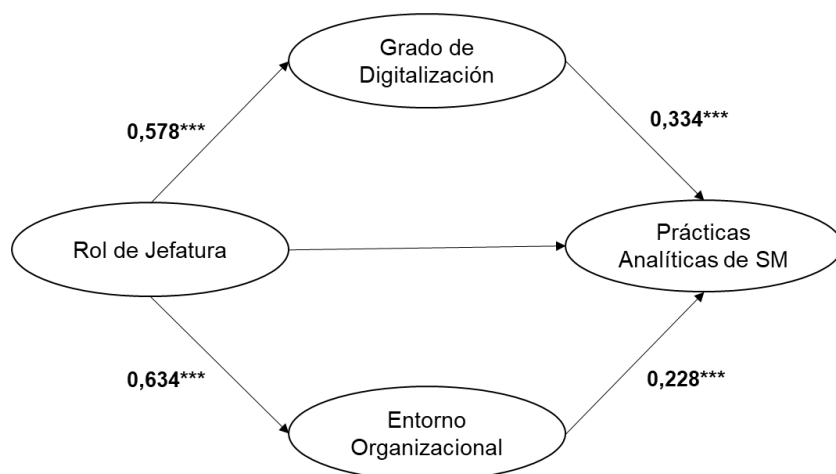 Grado de
Digitalización
0,578***
0,334***
Rol de Jefatura
Prácticas
Analíticas de SM
0,634***
0,228***
Entorno
Organizacional